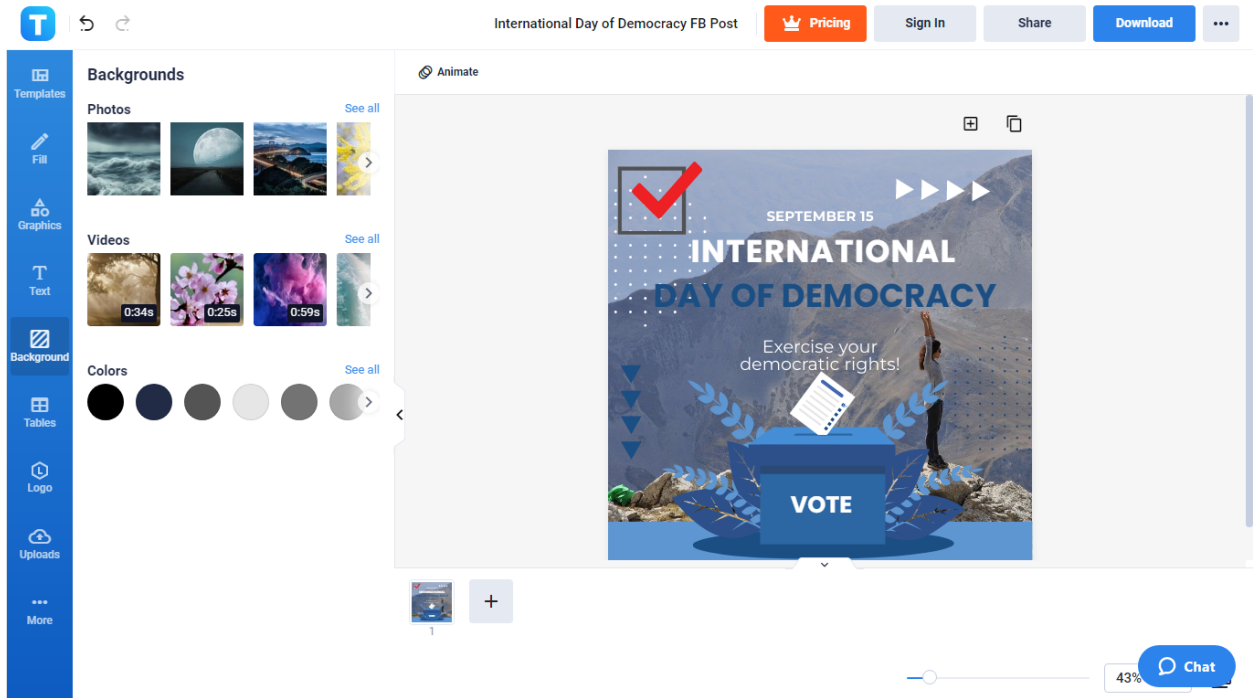 T
International Day of Democracy FB Post
Pricing
Sign In
Share
Download
Templates
Fill
Graphics
T
Text
Background
Tables
L
Logo
Uploads
More
Backgrounds
Photos
See all
Videos
See all
0:34s
0:25s
0:59s
Colors
See all
Animate
SEPTEMBER 15
INTERNATIONAL
DAY OF DEMOCRACY
Exercise your
democratic rights!
VOTE
1
43%
Chat